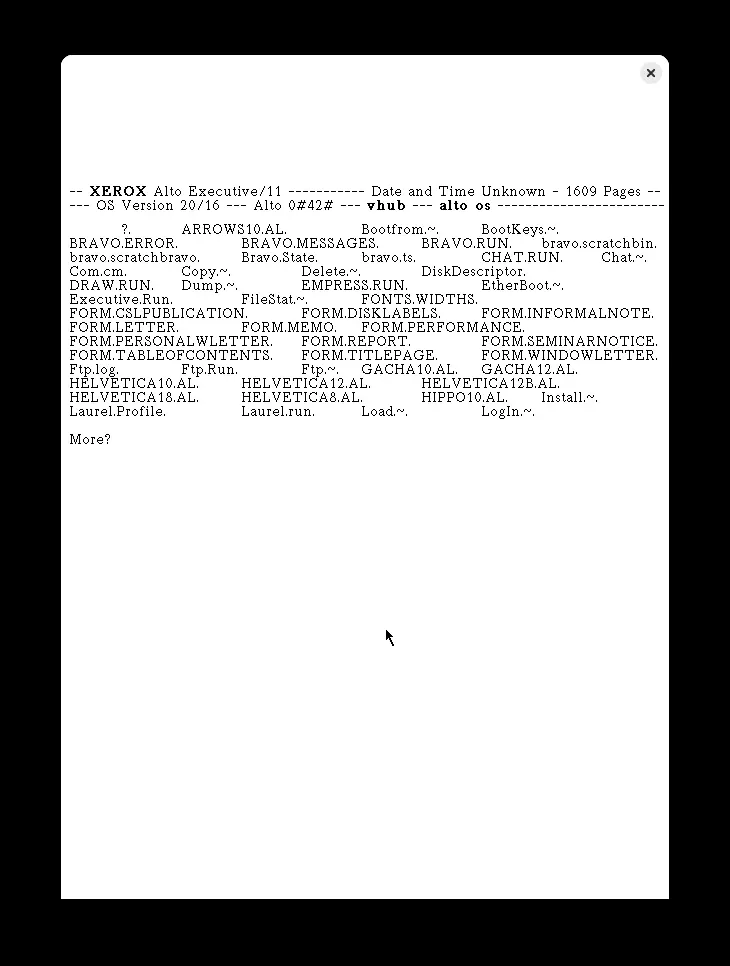 -- XEROX Alto Executive/11 ----------- Date and Time Unknown - 1609 Pages --
--- OS Version 20/16 --- Alto 0#42# --- vhub --- alto os ------------------------
?. ARROWS10.AL. Bootfrom.~. BootKeys.~.
BRAVO.ERROR. BRAVO.MESSAGES. BRAVO.RUN. bravo.scratchbin.
bravo.scratchbravo. Bravo.State. bravo.ts. CHAT.RUN. Chat.~.
Com.cm. Copy.~. Delete.~. DiskDescriptor.
DRAW.RUN. Dump.~. EMPRESS.RUN. EtherBoot.~.
Executive.Run. FileStat.~. FONTS.WIDTHS.
FORM.CSLPUBLICATION. FORM.DISKLABELS. FORM.INFORMALNOTE.
FORM.LETTER. FORM.MEMO. FORM.PERFORMANCE.
FORM.PERSONALWLETTER. FORM.REPORT. FORM.SEMINARNOTICE.
FORM.TABLEOFCONTENTS. FORM.TITLEPAGE. FORM.WINDOWLETTER.
Ftp.log. Ftp.Run. Ftp.~. GACHA10.AL. GACHA12.AL.
HELVETICA10.AL. HELVETICA12.AL. HELVETICA12B.AL.
HELVETICA18.AL. HELVETICA8.AL. HIPPO10.AL. Install.~.
Laurel.Profile. Laurel.run. Load.~. LogIn.~.
More?